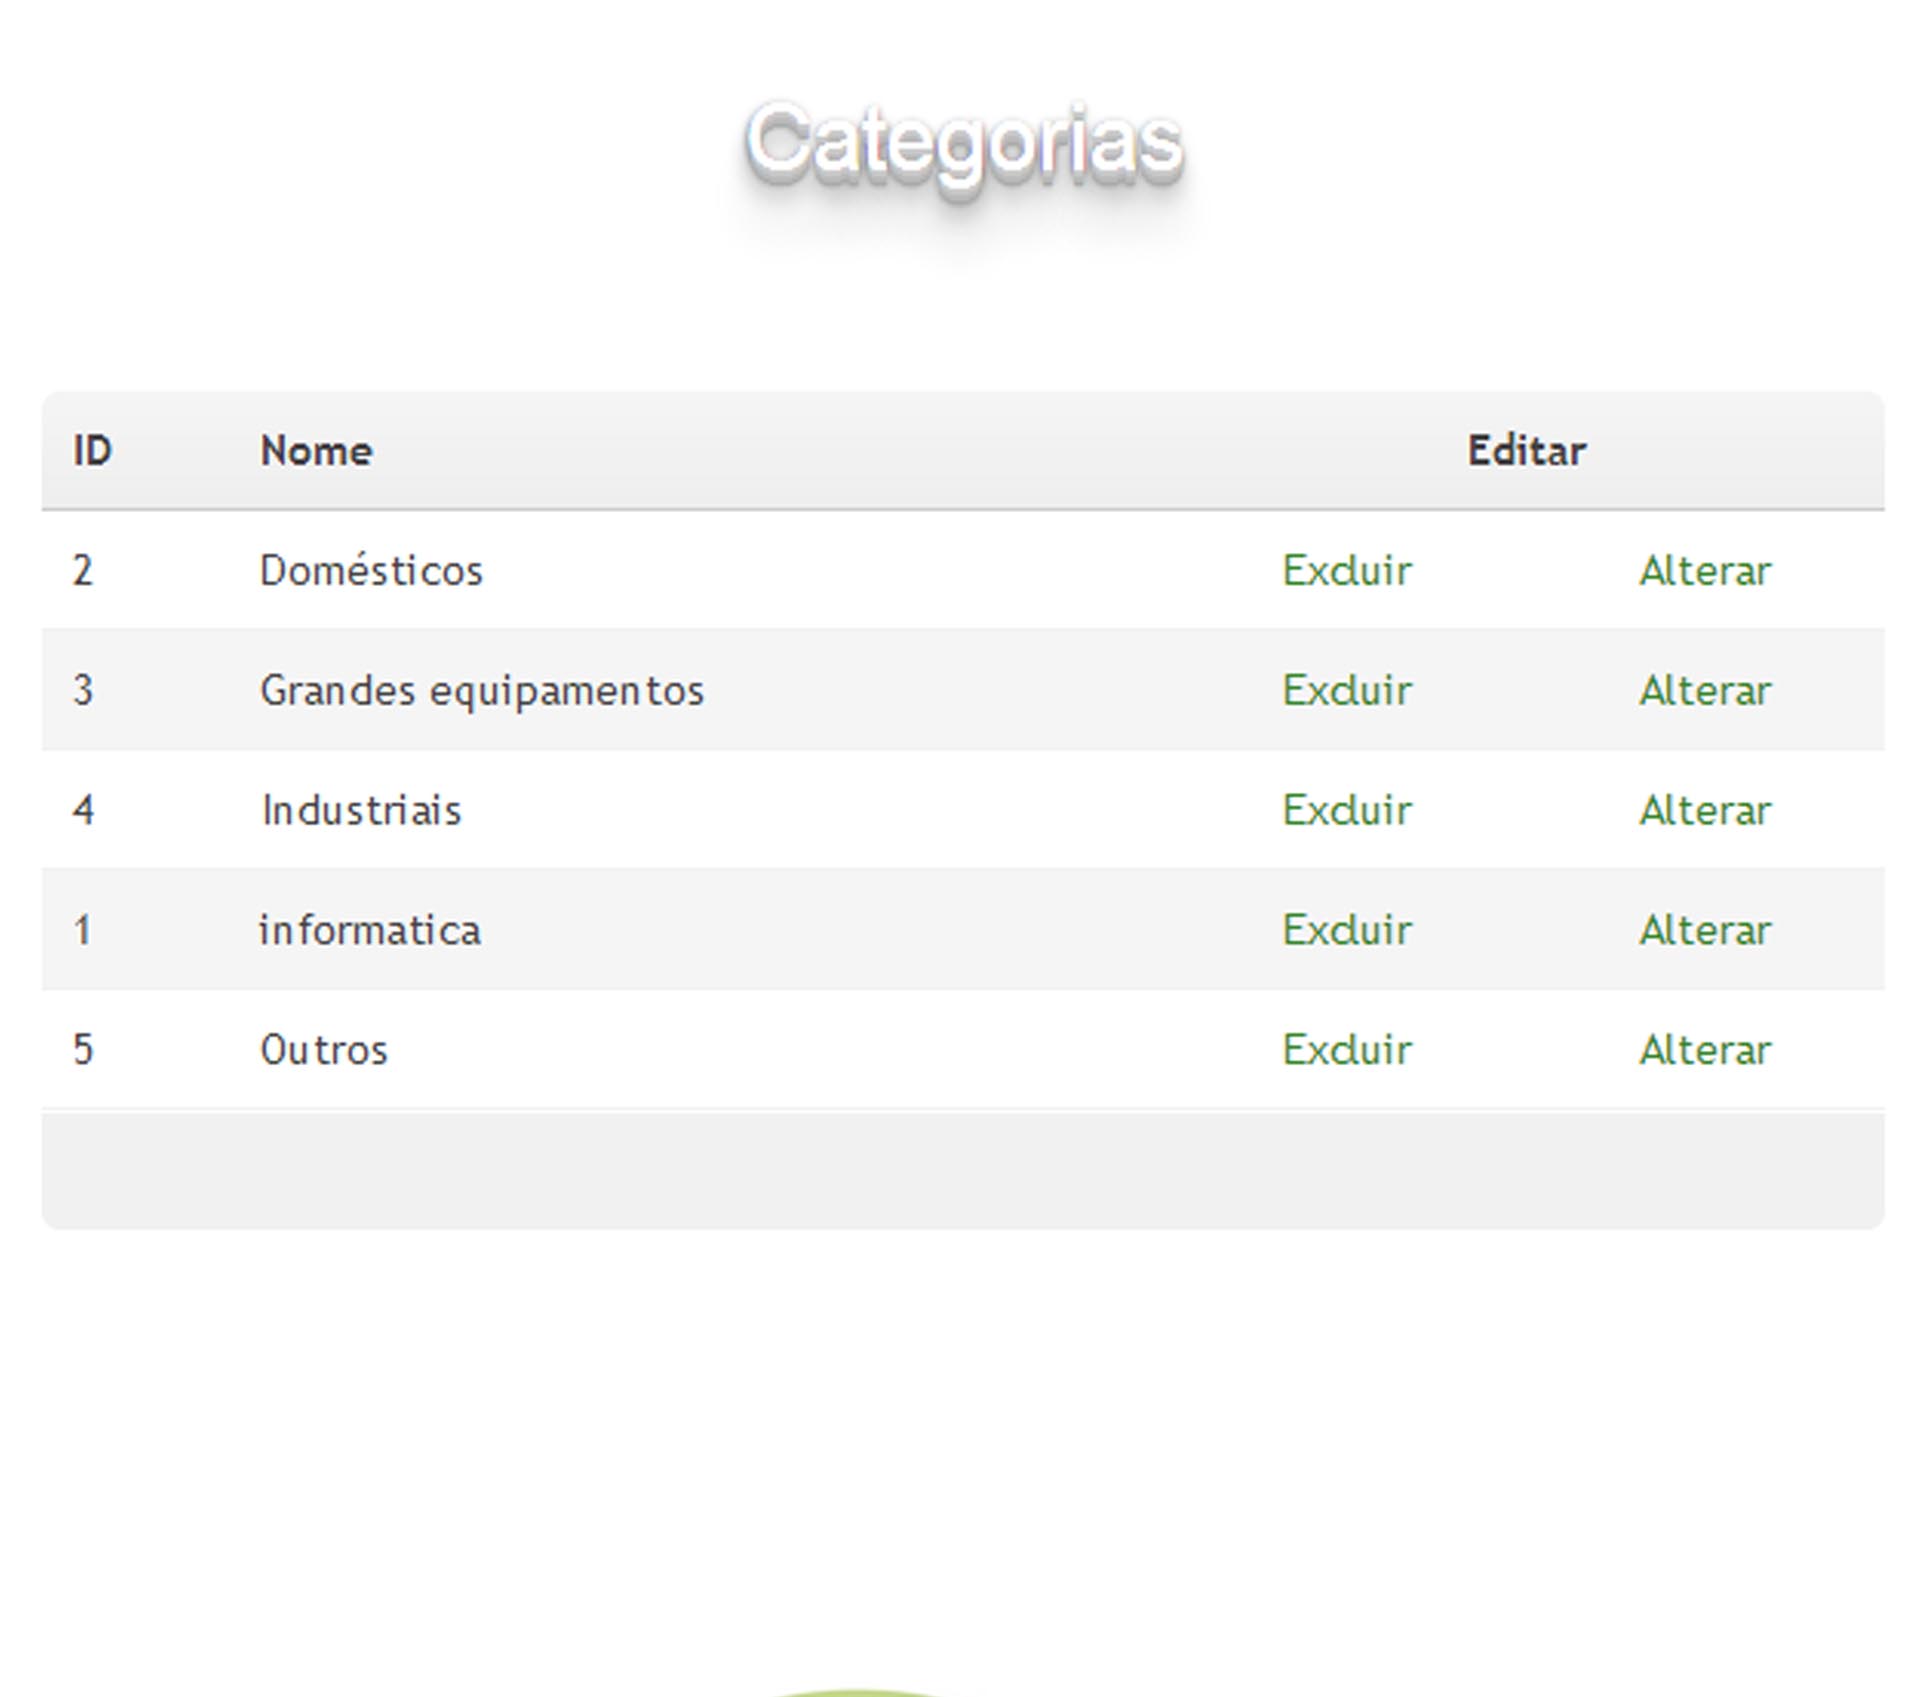 Categorias
ID Nome Editar
2 Domésticos Excluir Alterar
3 Grandes equipamentos Excluir Alterar
4 Industriais Excluir Alterar
1 informatica Excluir Alterar
5 Outros Excluir Alterar